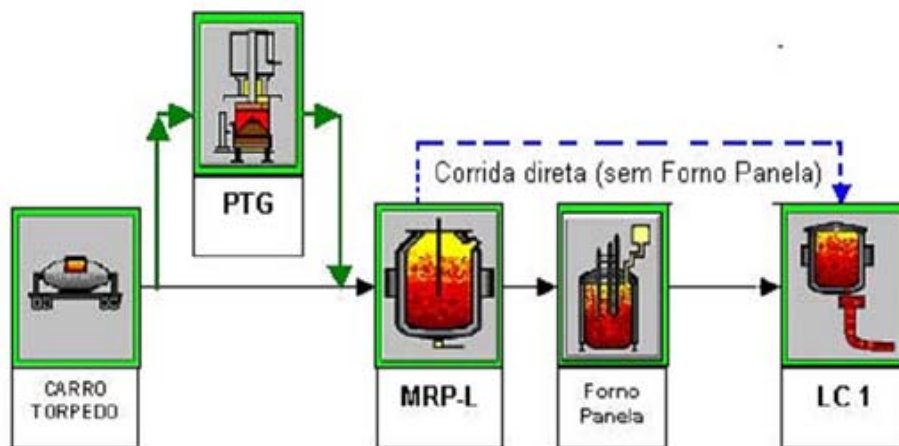 PTG
Corrida direta (sem Forno Panela)
CARRO
TORPEDO
MRP-L
Forno
Panela
LC 1